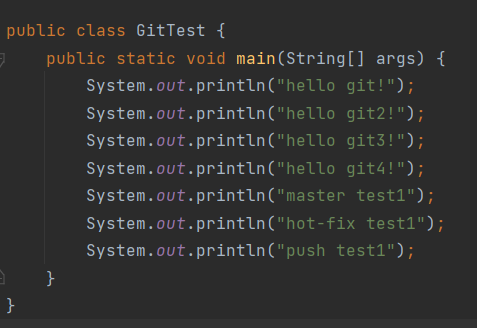 public class GitTest {
    public static void main(String[] args) {
        System.out.println("hello git!");
        System.out.println("hello git2!");
        System.out.println("hello git3!");
        System.out.println("hello git4!");
        System.out.println("master test1");
        System.out.println("hot-fix test1");
        System.out.println("push test1");
    }
}